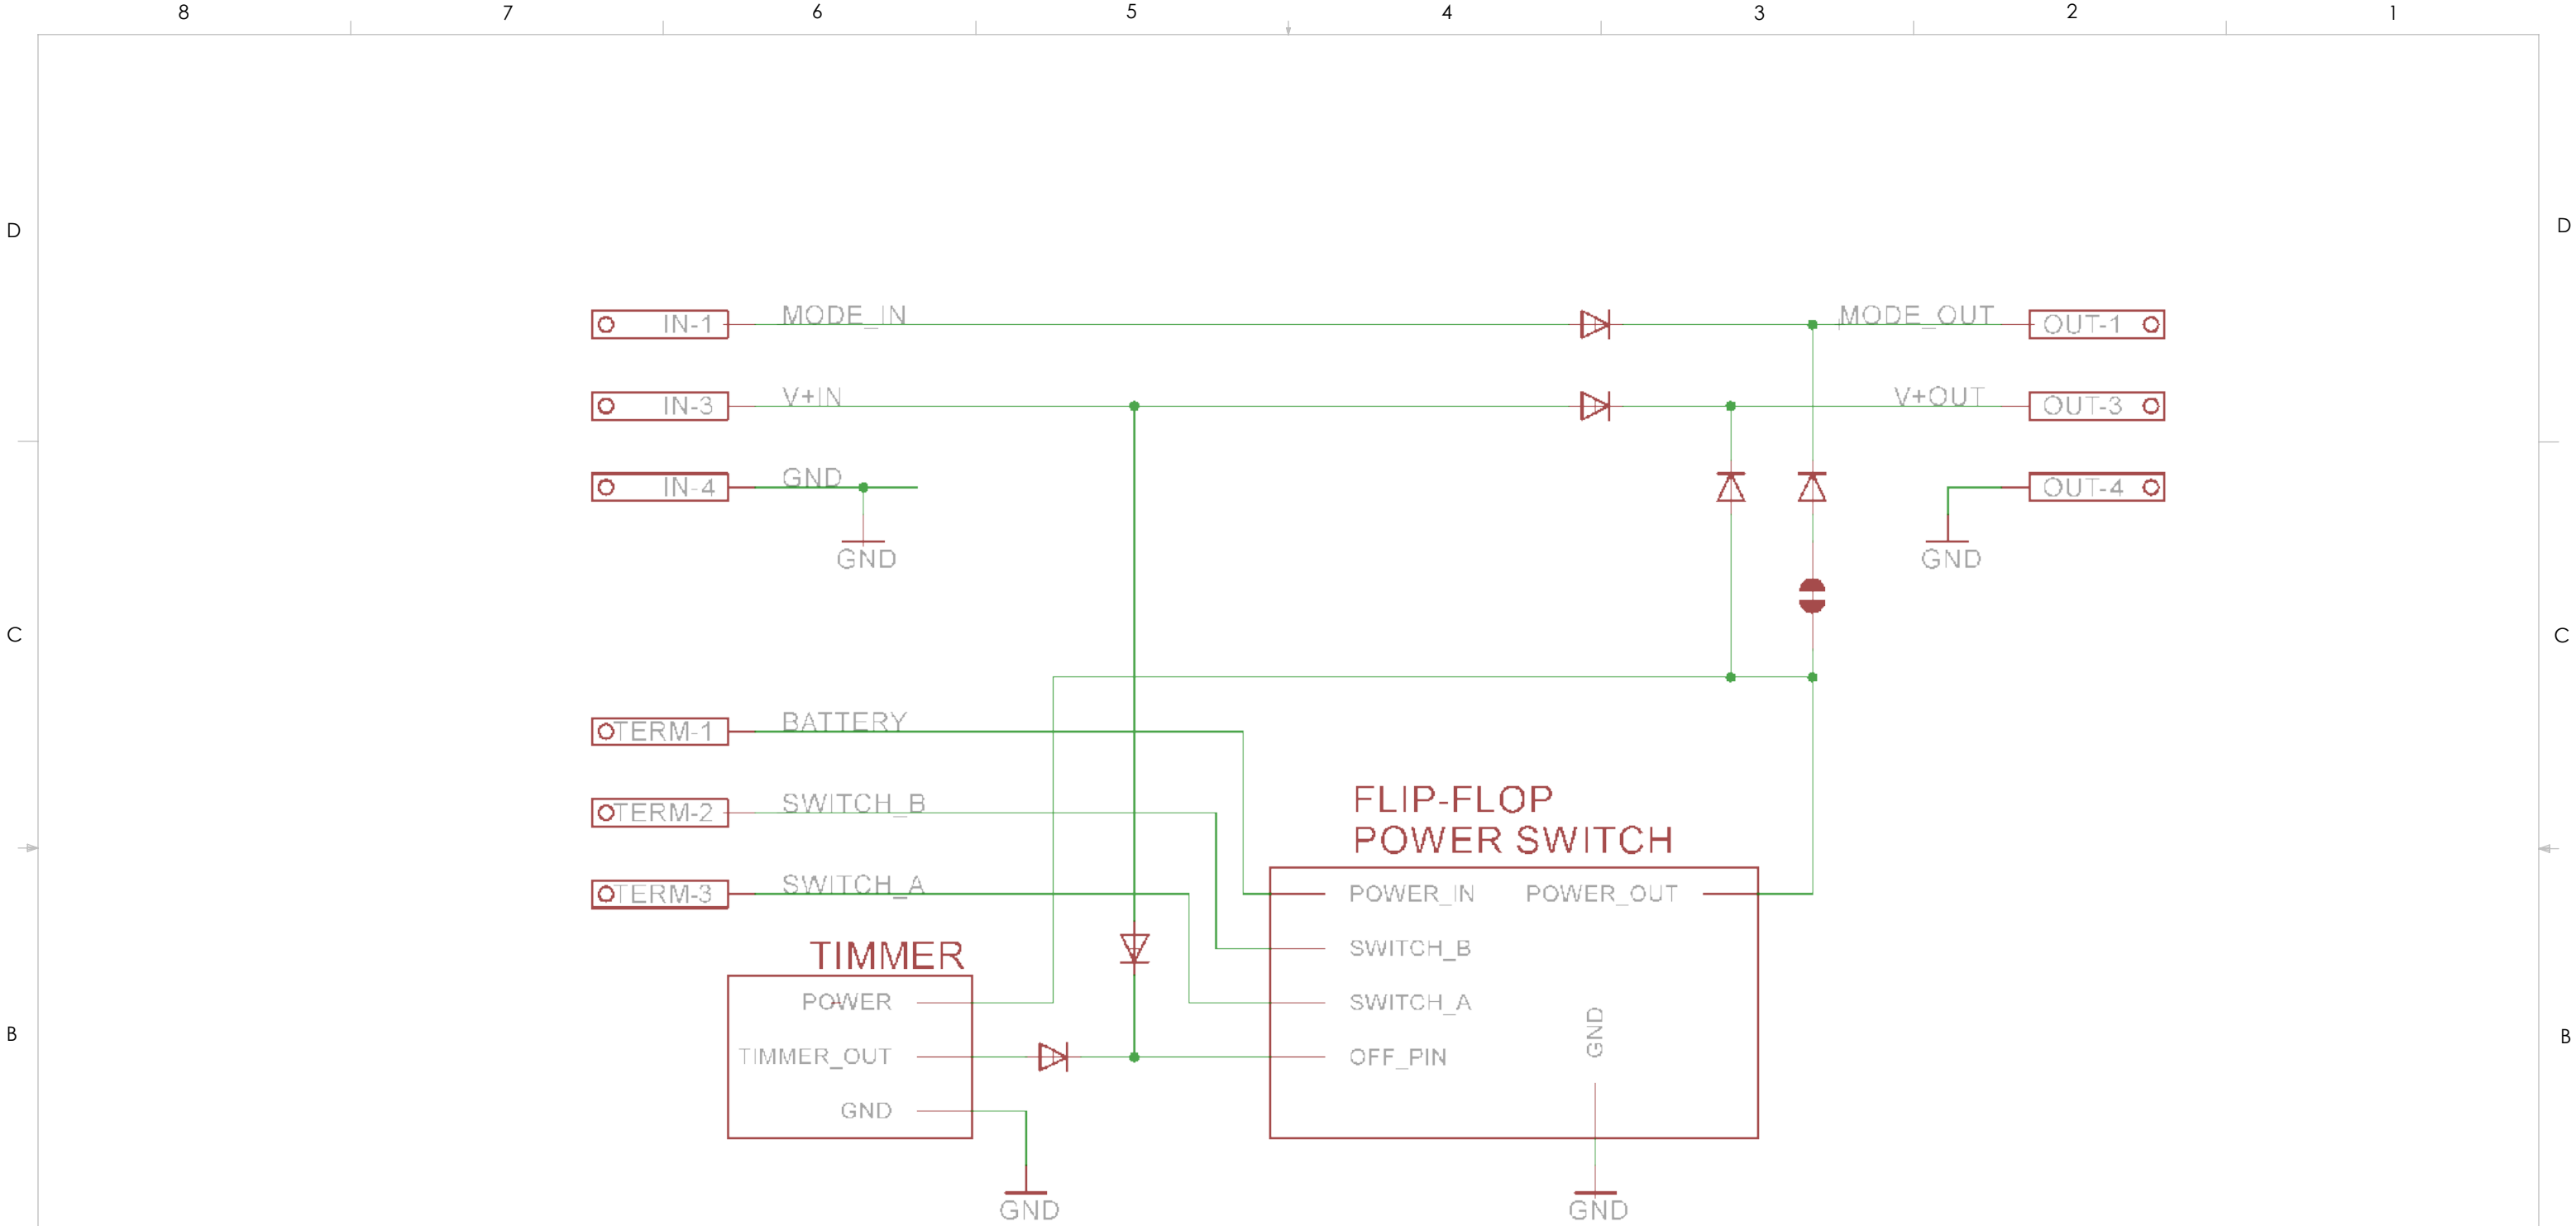 8 7 6 5 4 3 2 1
D D
IN-1 MODE_IN MODE_OUT OUT-1
IN-3 V+IN V+OUT OUT-3
IN-4 GND OUT-4
GND GND
C C
TERM-1 BATTERY
TERM-2 SWITCH_B
TERM-3 SWITCH_A
FLIP-FLOP
POWER SWITCH
POWER_IN POWER_OUT
SWITCH_B
SWITCH_A
OFF_PIN
GND
TIMMER
POWER
TIMMER_OUT
GND
B B
GND GND